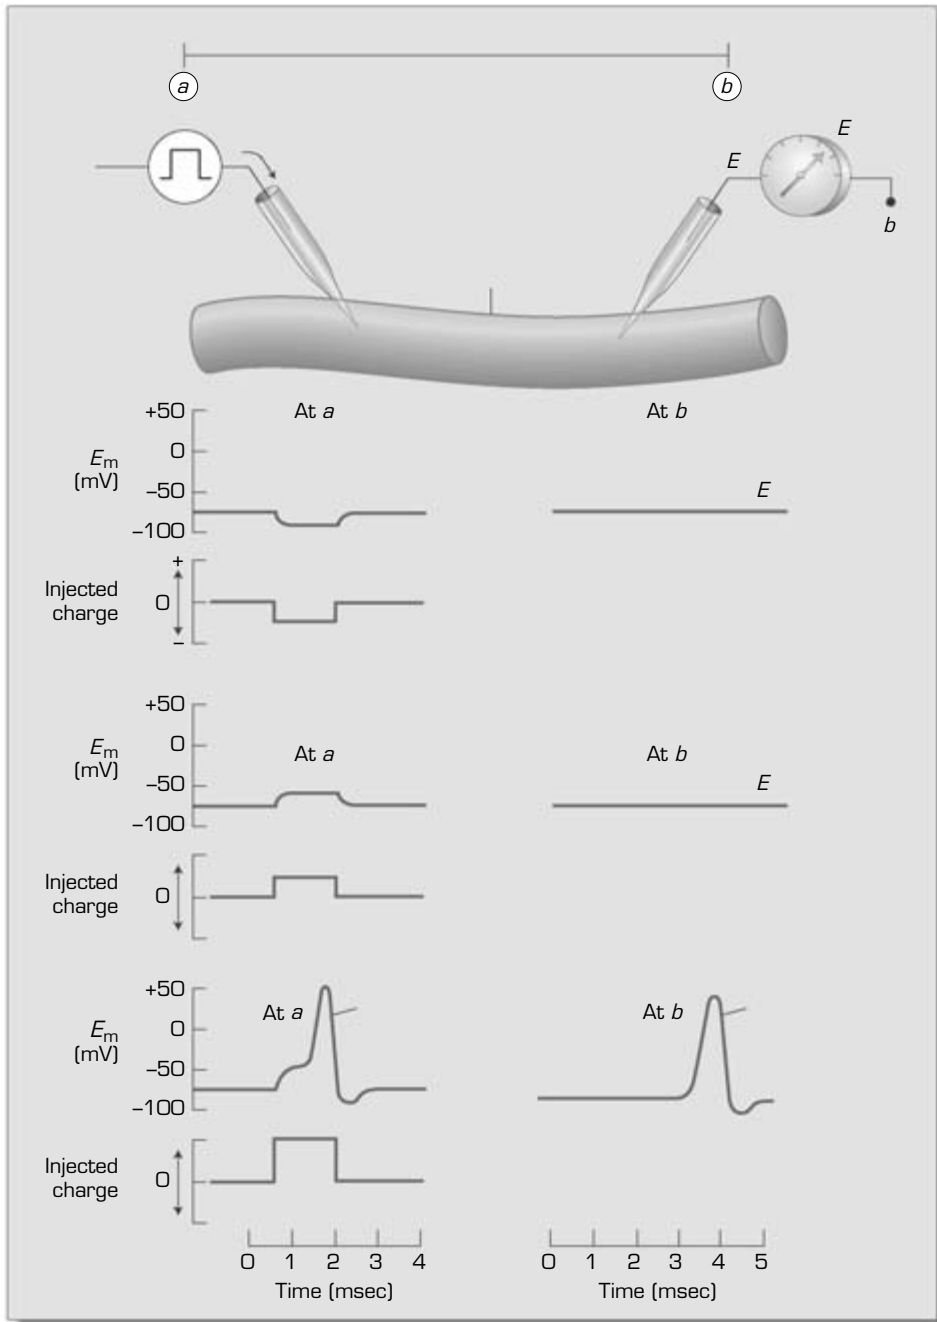 a
b
E
E
b
At a
At b
+50
0
−50
−100
Em
(mV)
E
+
0
−
Injected
charge
+50
0
−50
−100
Em
(mV)
At a
At b
E
Injected
charge
0
+50
0
−50
−100
Em
(mV)
At a
At b
Injected
charge
0
0 1 2 3 4
Time (msec)
0 1 2 3 4 5
Time (msec)